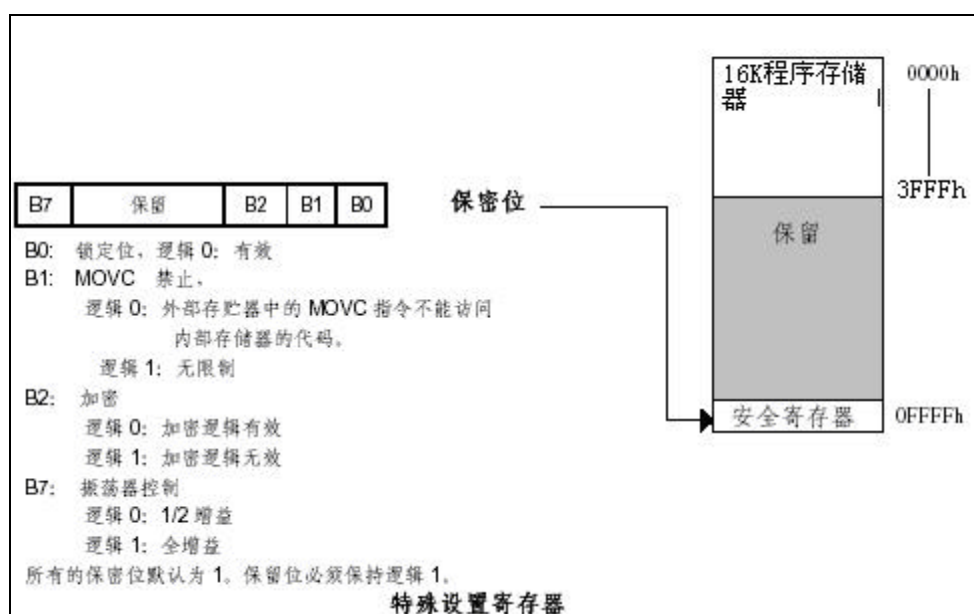 16K程序存储
器
0000h
3FFFh
B7 保留 B2 B1 B0
保密位
保留
B0: 锁定位，逻辑 0: 有效
B1: MOVC 禁止，
逻辑 0: 外部存贮器中的 MOVC 指令不能访问
内部存储器的代码。
逻辑 1: 无限制
B2: 加密
逻辑 0: 加密逻辑有效
逻辑 1: 加密逻辑无效
安全寄存器
0FFFFh
B7: 振荡器控制
逻辑 0: 1/2 增益
逻辑 1: 全增益
所有的保密位默认为 1。保留位必须保持逻辑 1。
特殊设置寄存器